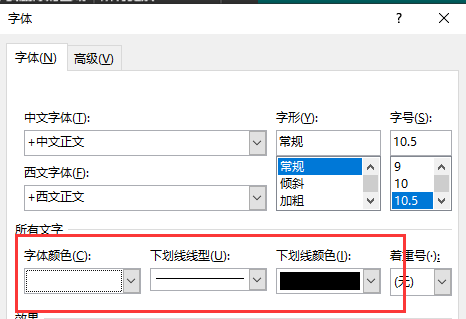 字体
?
字体(N) 高级(V)
中文字体(T): 字形(Y): 字号(S):
+中文正文 常规 10.5
常规 9
西文字体(F): 倾斜 10
+西文正文 加粗 10.5
所有文字
字体颜色(C): 下划线线型(U): 下划线颜色(I): 着重号(·):
(无)
效果